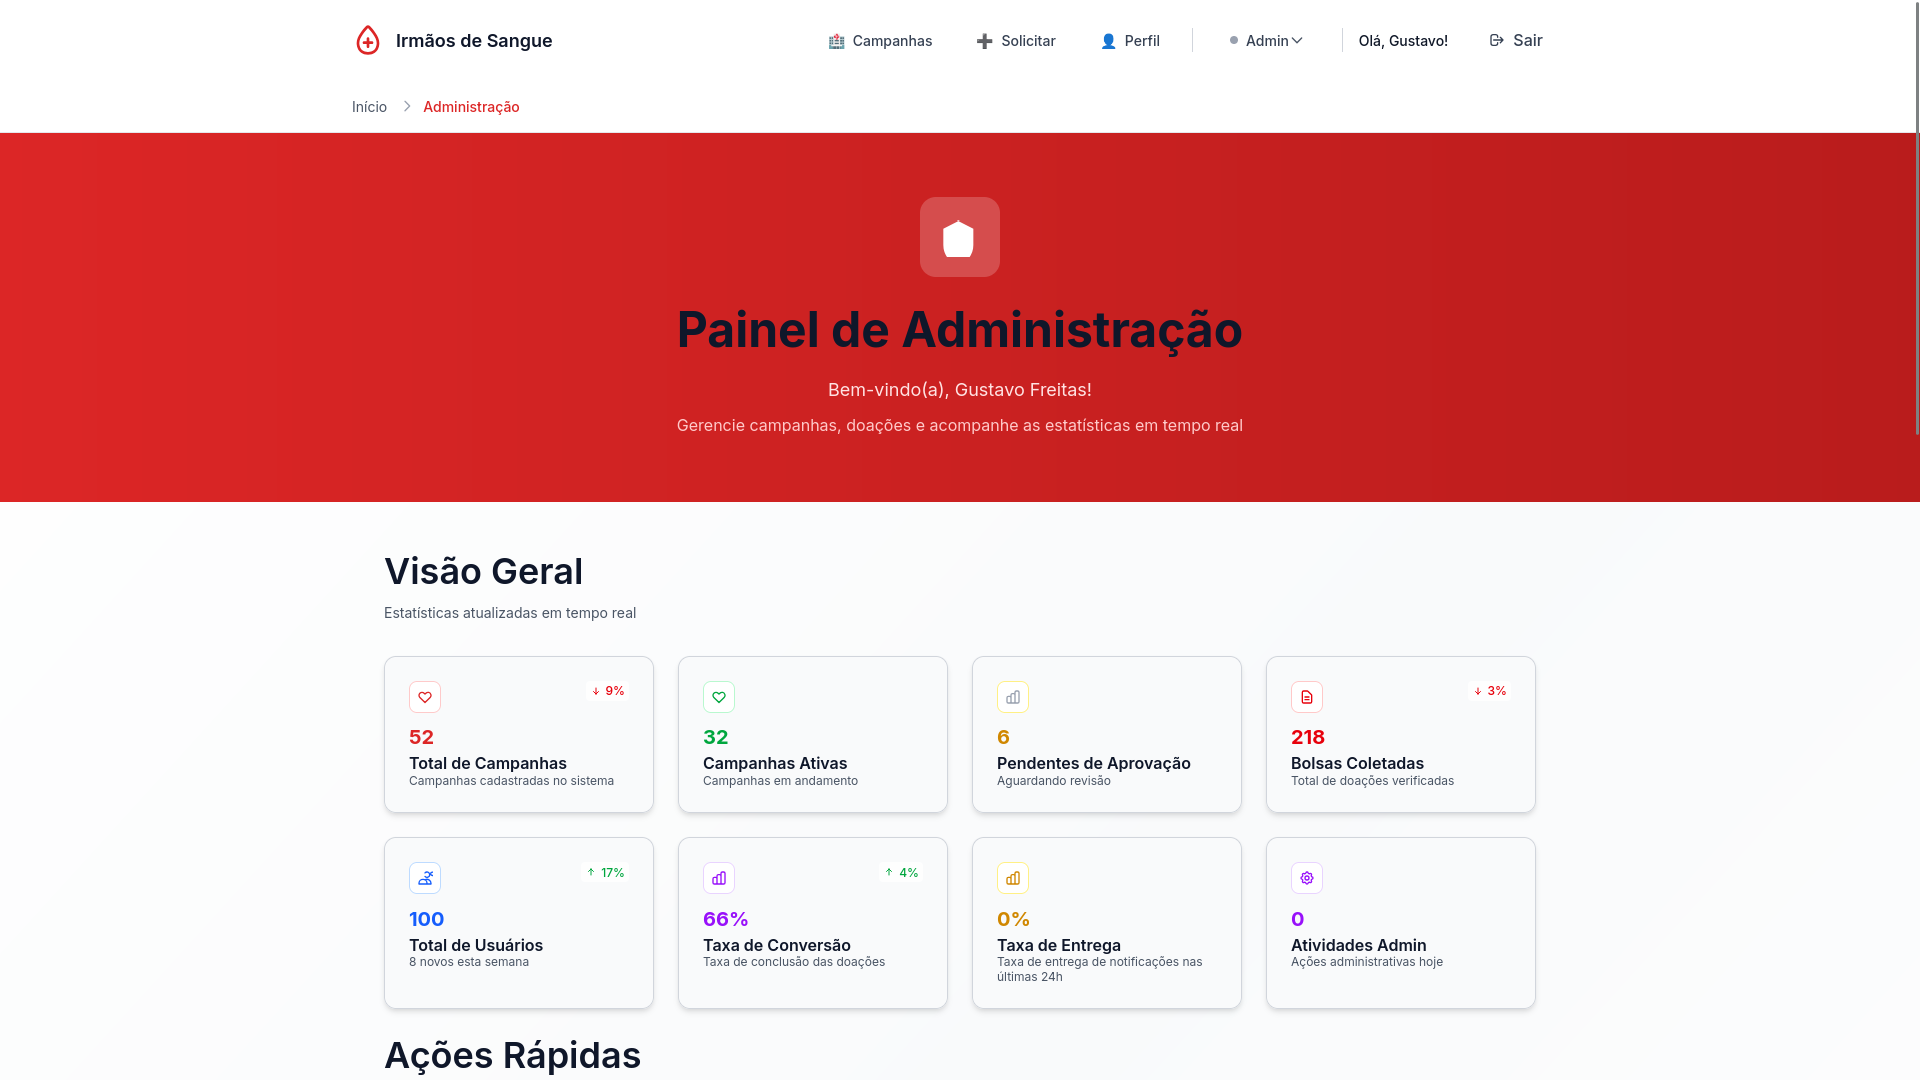 Irmãos de Sangue
Campanhas
Solicitar
Perfil
Admin
Olá, Gustavo!
Sair
Início
Administração
Painel de Administração
Bem-vindo(a), Gustavo Freitas!
Gerencie campanhas, doações e acompanhe as estatísticas em tempo real
Visão Geral
Estatísticas atualizadas em tempo real
↓ 9%
52
Total de Campanhas
Campanhas cadastradas no sistema
32
Campanhas Ativas
Campanhas em andamento
6
Pendentes de Aprovação
Aguardando revisão
↓ 3%
218
Bolsas Coletadas
Total de doações verificadas
↑ 17%
100
Total de Usuários
8 novos esta semana
↑ 4%
66%
Taxa de Conversão
Taxa de conclusão das doações
0%
Taxa de Entrega
Taxa de entrega de notificações nas
últimas 24h
0
Atividades Admin
Ações administrativas hoje
Ações Rápidas